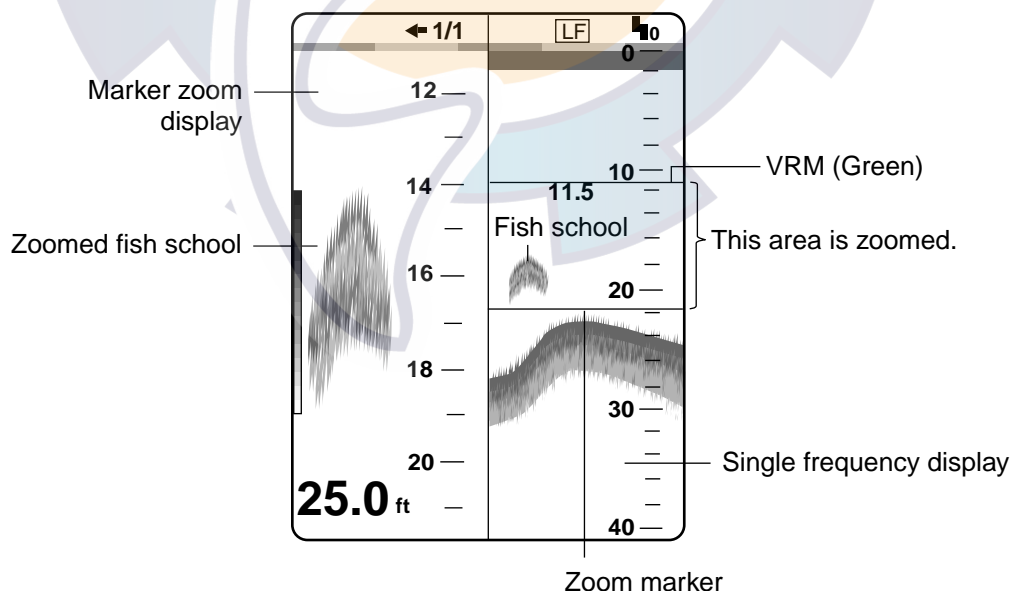 ← 1/1
LF
0
0
Marker zoom
display
12
10
VRM (Green)
14
11.5
Fish school
Zoomed fish school
This area is zoomed.
16
20
18
30
20
Single frequency display
25.0 ft
40
Zoom marker